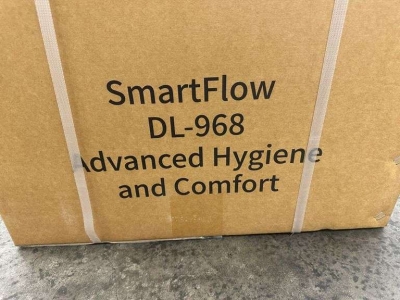 SmartFlow
DL-968
Advanced Hygiene
and Comfort